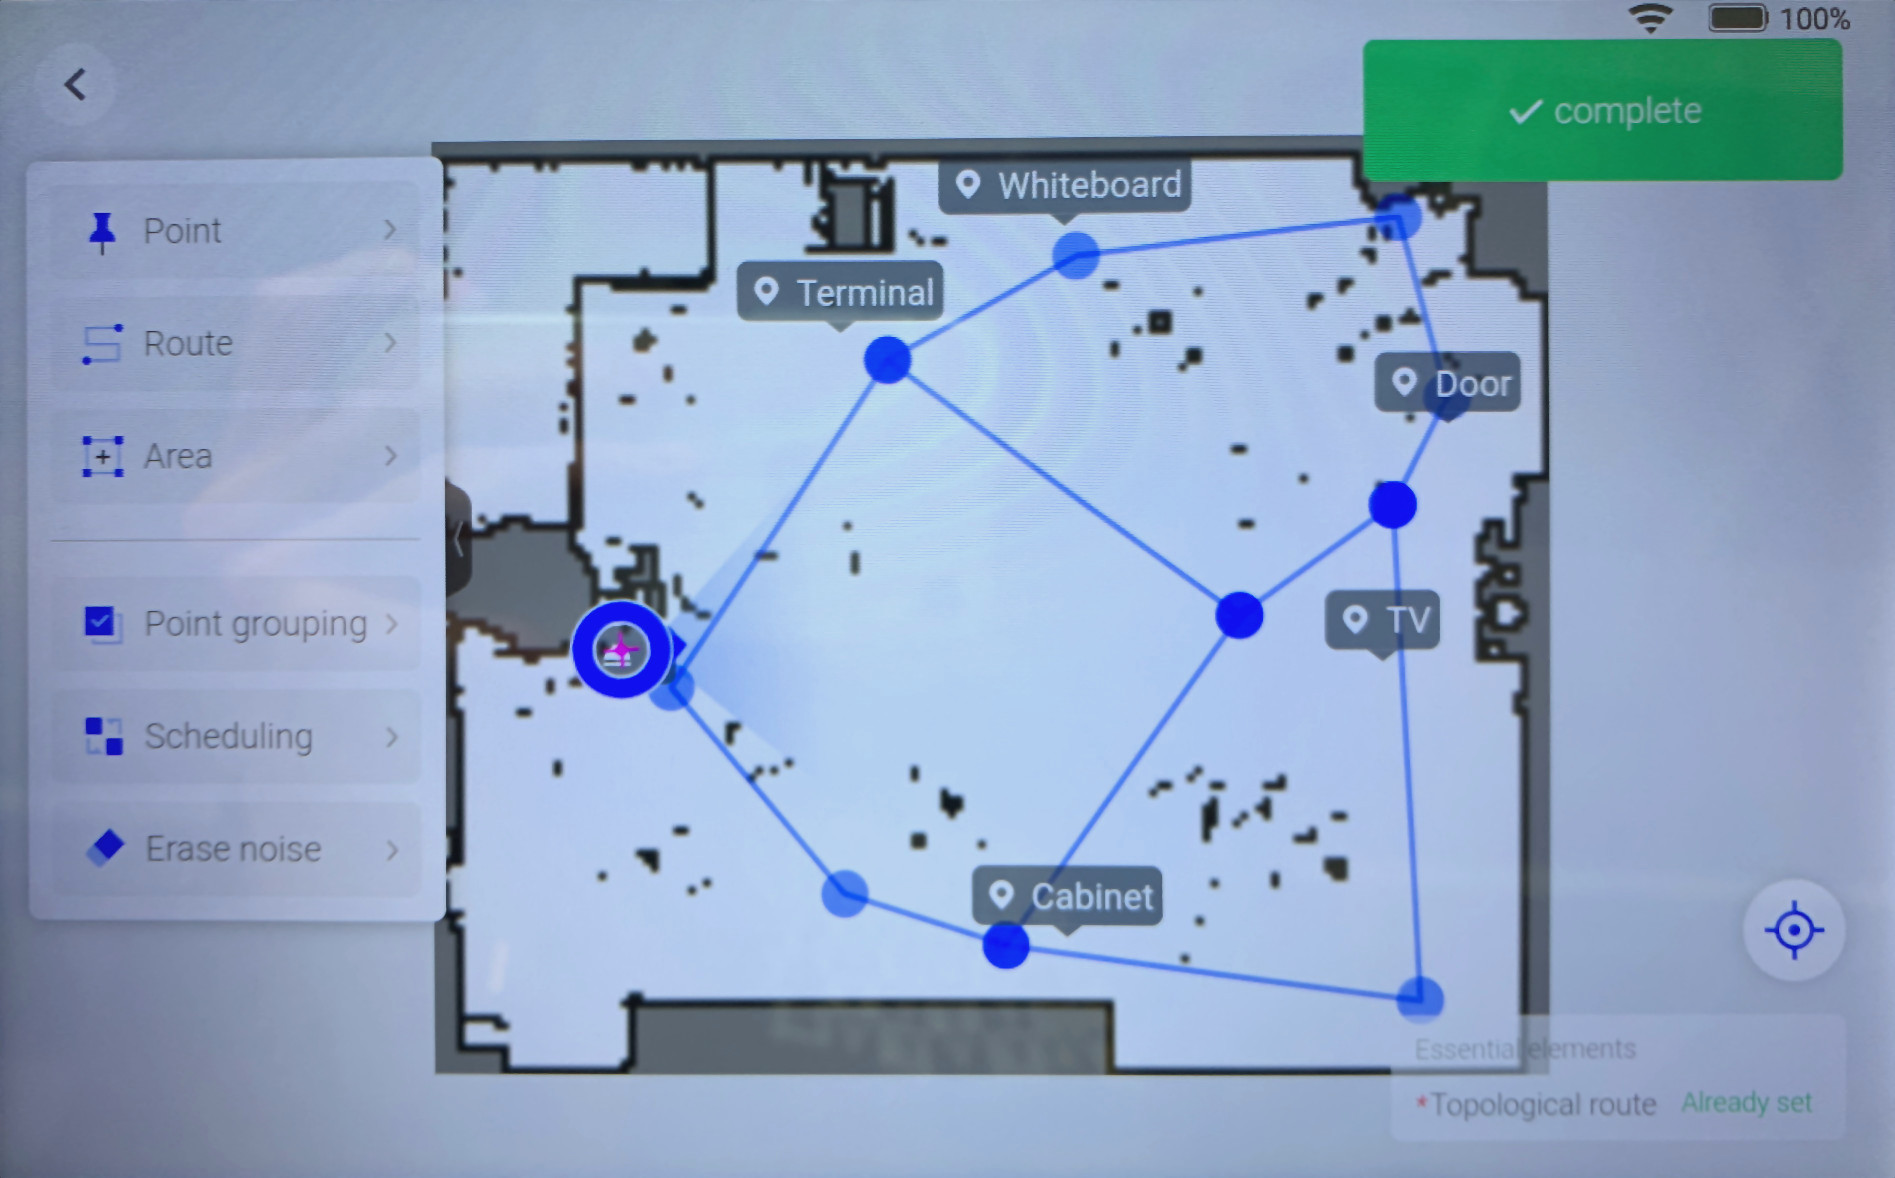 100%
complete
Point
Route
Area
Point grouping
Scheduling
Erase noise
Whiteboard
Terminal
Door
TV
Cabinet
Essential elements
*Topological route Already set